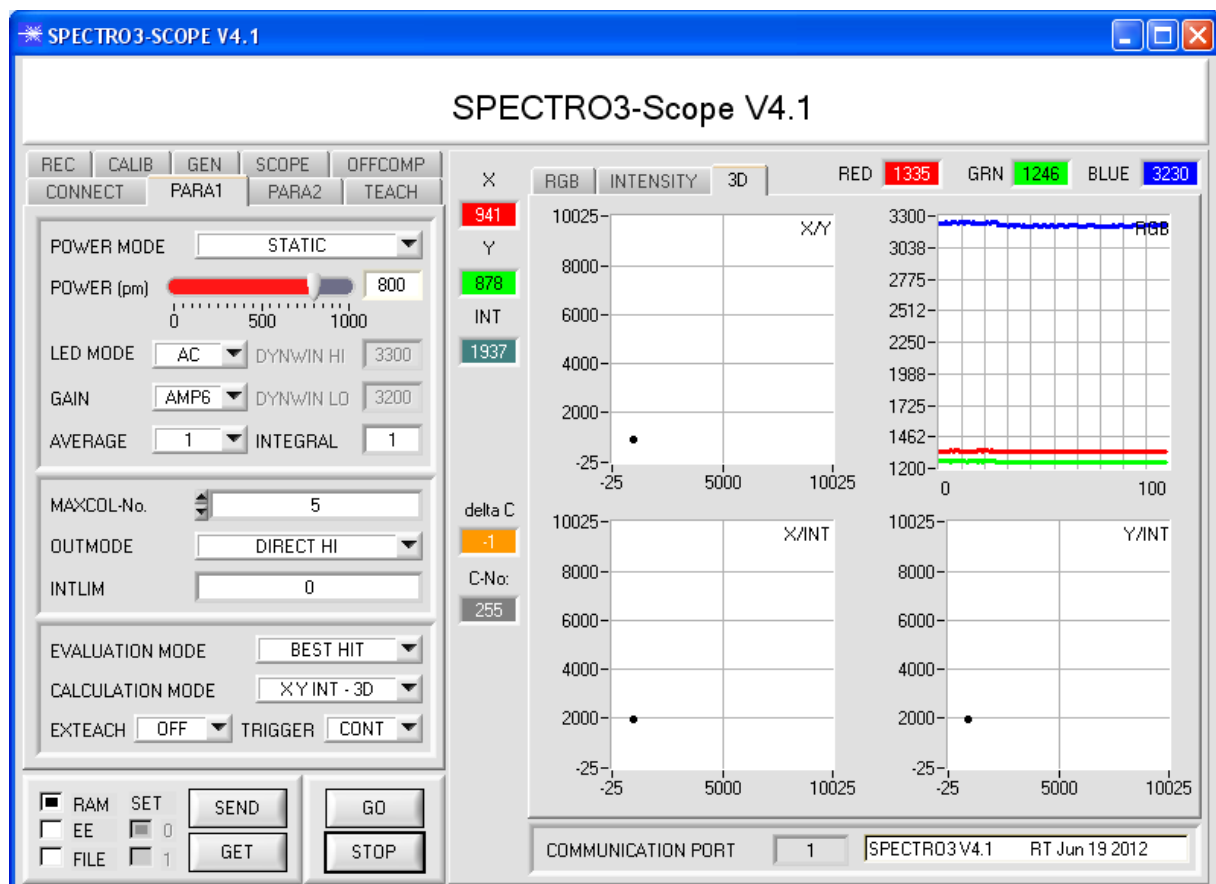 SPECTRO3-SCOPE V4.1
SPECTRO3-Scope V4.1
REC CALIB GEN SCOPE OFFCOMP
CONNECT PARA1 PARA2 TEACH
POWER MODE STATIC
POWER (pm) 800
0 500 1000
LED MODE AC DYNWIN HI 3300
GAIN AMP6 DYNWIN LO 3200
AVERAGE 1 INTEGRAL 1
MAXCOL-No. 5
OUTMODE DIRECT HI
INTLIM 0
EVALUATION MODE BEST HIT
CALCULATION MODE X Y INT - 3D
EXTEACH OFF TRIGGER CONT
RAM SET SEND GO
EE 0
FILE 1 GET STOP
X
941
Y
878
INT
1937
delta C
-1
C-No:
255
RGB INTENSITY 3D
RED 1335 GRN 1246 BLUE 3230
X/Y
10025
8000
6000
4000
2000
-25
-25 5000 10025
RGB
3300
3038
2775
2512
2250
1988
1725
1462
1200
0 100
X/INT
10025
8000
6000
4000
2000
-25
-25 5000 10025
Y/INT
10025
8000
6000
4000
2000
-25
-25 5000 10025
COMMUNICATION PORT 1 SPECTRO3 V4.1 RT Jun 19 2012